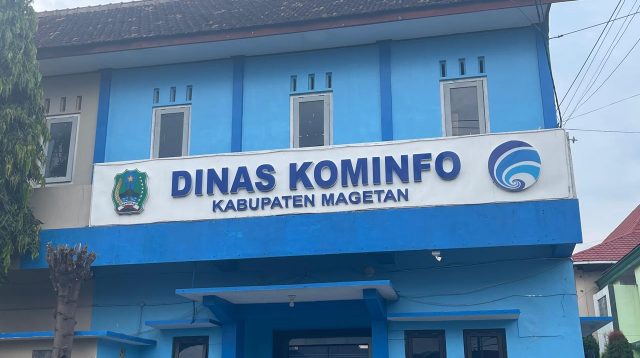 DINAS KOMINFO
KABUPATEN MAGETAN